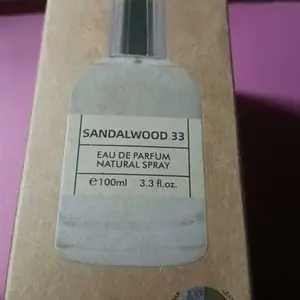 SANDALWOOD 33
EAU DE PARFUM
NATURAL SPRAY
℮100ml 3.3 fl.oz.